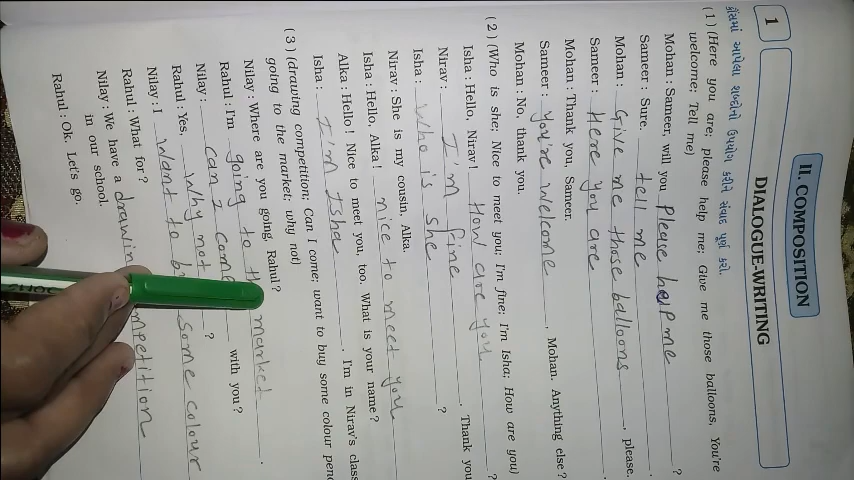 II. COMPOSITION
1 DIALOGUE-WRITING
કૌંસમાં આપેલા શબ્દોનો ઉપયોગ કરીને સંવાદ પૂર્ણ કરો.
(1) (Here you are; please help me; Give me those balloons, You're
welcome; Tell me)
Mohan : Sameer, will you Please help me ?
Sameer : Sure. tell me.
Mohan : Give me those balloons, please.
Sameer : Here you are.
Mohan : Thank you, Sameer.
Sameer : You're welcome, Mohan. Anything else?
Mohan : No, thank you.
(2) (Who is she; Nice to meet you; I'm fine; I'm Isha; How are you)
Isha : Hello, Nirav! How are you ?
Nirav : I'm fine. Thank you
Isha : Who is she ?
Nirav : She is my cousin, Alka.
Isha : Hello, Alka! nice to meet you
Alka : Hello! Nice to meet you, too. What is your name?
Isha : I'm Isha. I'm in Nirav's class
(3) (drawing competition; Can I come; want to buy some colour
going to the market; why not)
Nilay : Where are you going, Rahul?
Rahul : I'm going to market.
Nilay : can I come with you?
Rahul : Yes, Why not ?
Nilay : I want to some colour
Rahul : What for?
Nilay : We have a
in our school.
Rahul : Ok. Let's go.